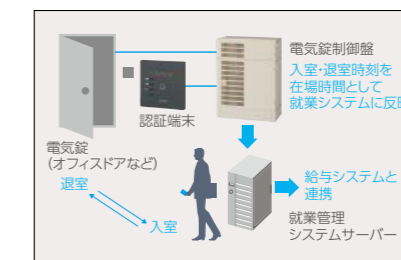 電気錠制御盤
入室・退室時刻を
在場時間として
就業システムに反映
認証端末
電気錠
(オフィスドアなど)
退室
入室
給与システムと
連携
就業管理
システムサーバー